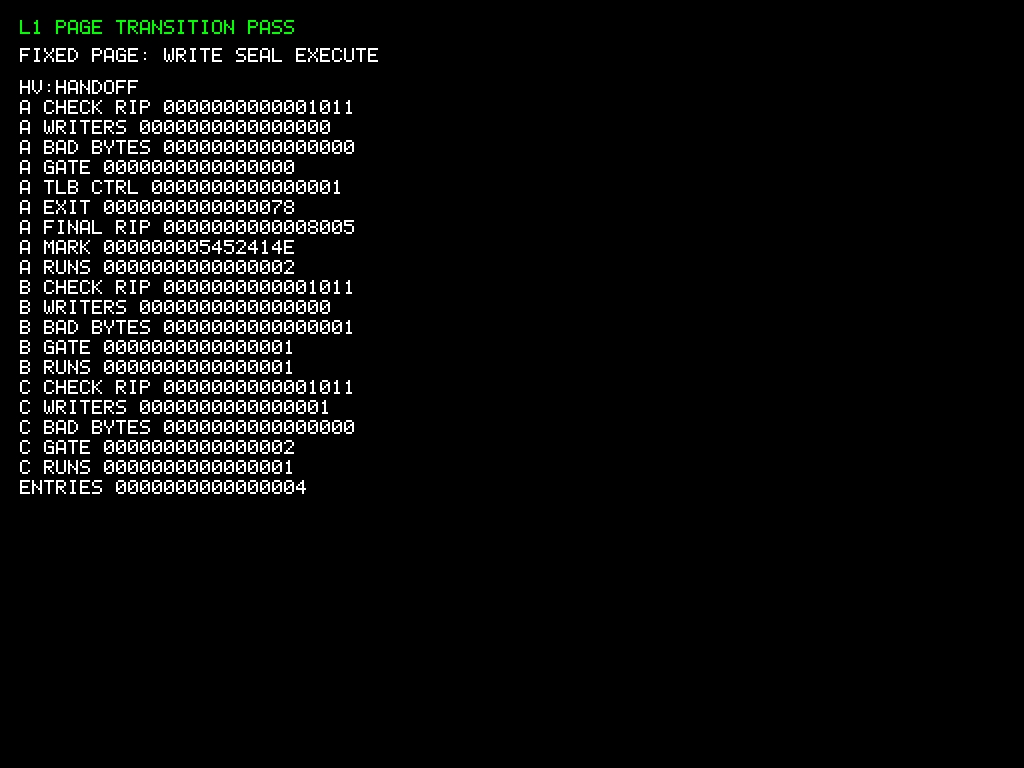 L1 PAGE TRANSITION PASS
FIXED PAGE: WRITE SEAL EXECUTE
HV:HANDOFF
A CHECK RIP 0000000000001011
A WRITERS 0000000000000000
A BAD BYTES 0000000000000000
A GATE 0000000000000000
A TLB CTRL 0000000000000001
A EXIT 0000000000000078
A FINAL RIP 0000000000008005
A MARK 000000005452414E
A RUNS 0000000000000002
B CHECK RIP 0000000000001011
B WRITERS 0000000000000000
B BAD BYTES 0000000000000001
B GATE 0000000000000001
B RUNS 0000000000000001
C CHECK RIP 0000000000001011
C WRITERS 0000000000000001
C BAD BYTES 0000000000000000
C GATE 0000000000000002
C RUNS 0000000000000001
ENTRIES 0000000000000004